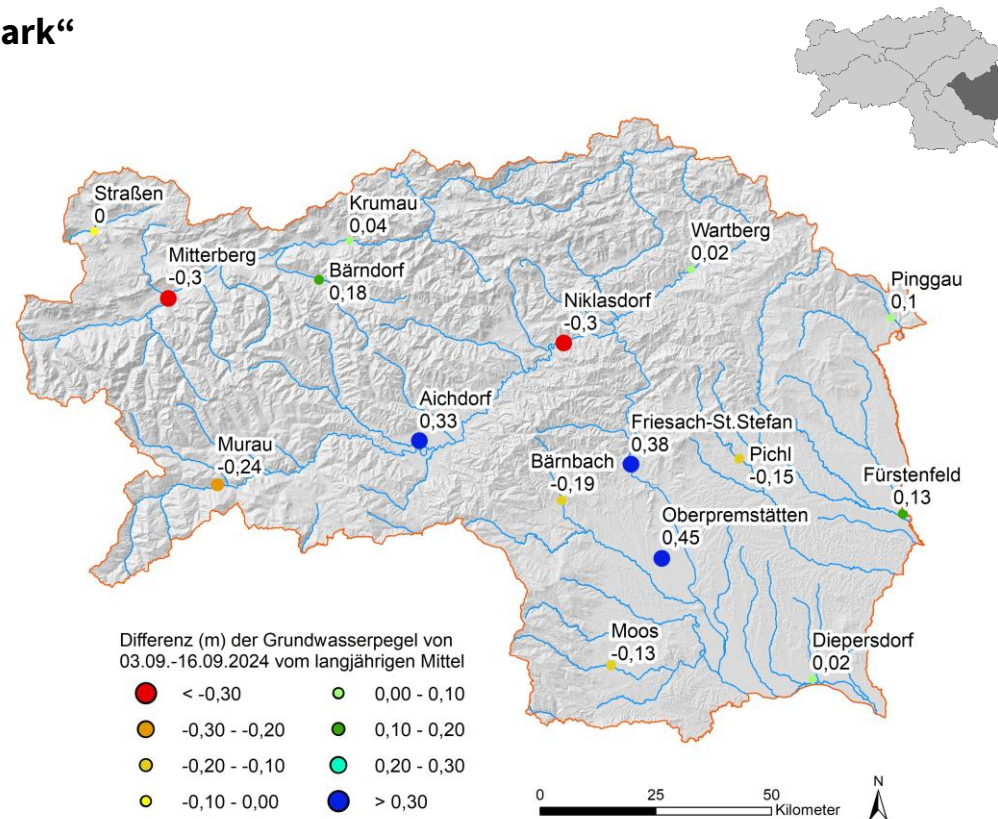 ark“
Straßen
0
Krumau
0,04
Wartberg
0,02
Mitterberg
-0,3
Bärndorf
0,18
Pinggau
0,1
Niklasdorf
-0,3
Aichdorf
0,33
Friesach-St.Stefan
0,38
Murau
-0,24
Bärnbach
-0,19
Pichl
-0,15
Fürstenfeld
0,13
Oberpremstätten
0,45
Moos
-0,13
Diepersdorf
0,02
Differenz (m) der Grundwasserpegel von
03.09.-16.09.2024 vom langjährigen Mittel
< -0,30
-0,30 - -0,20
-0,20 - -0,10
-0,10 - 0,00
0,00 - 0,10
0,10 - 0,20
0,20 - 0,30
> 0,30
0 25 50
Kilometer
N